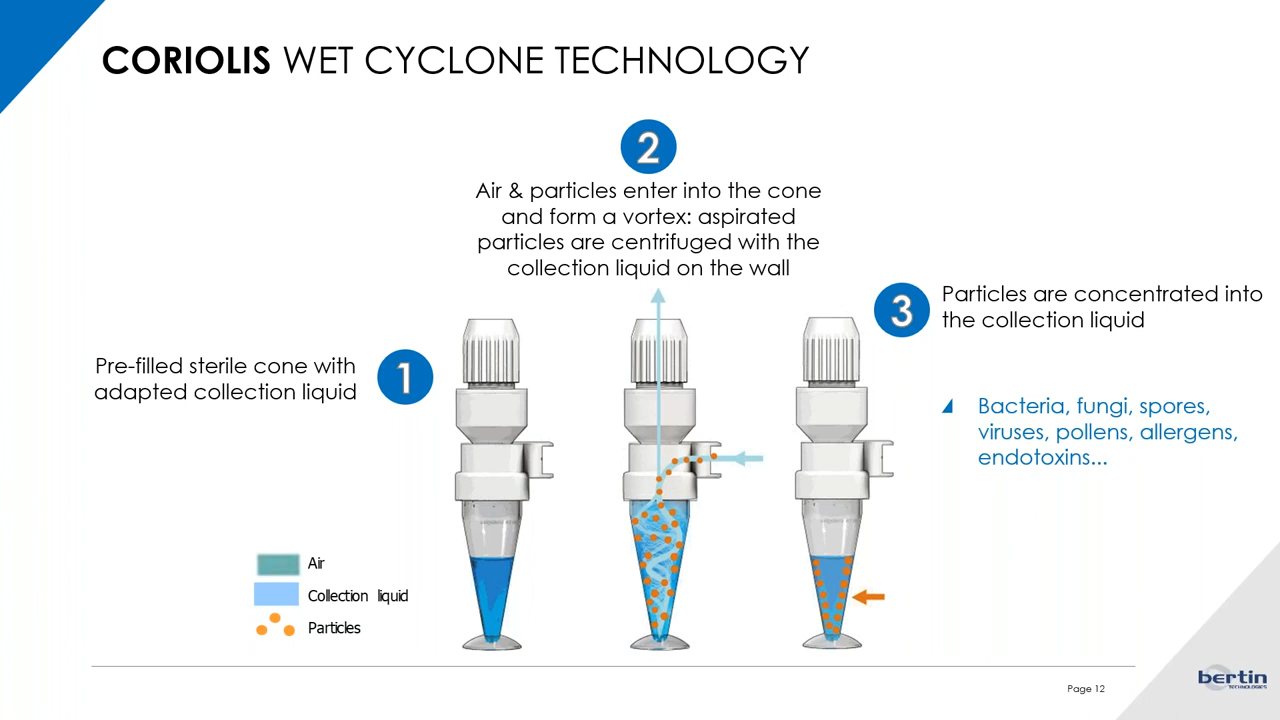 CORIOLIS WET CYCLONE TECHNOLOGY
2
Air & particles enter into the cone
and form a vortex: aspirated
particles are centrifuged with the
collection liquid on the wall
3
Particles are concentrated into
the collection liquid
Pre-filled sterile cone with
adapted collection liquid
1
Bacteria, fungi, spores,
viruses, pollens, allergens,
endotoxins...
Air
Collection liquid
Particles
Page 12
bertin
TECHNOLOGIES